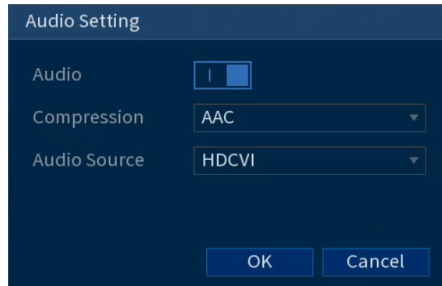 Audio Setting
Audio
Compression AAC
Audio Source HDCVI
OK Cancel